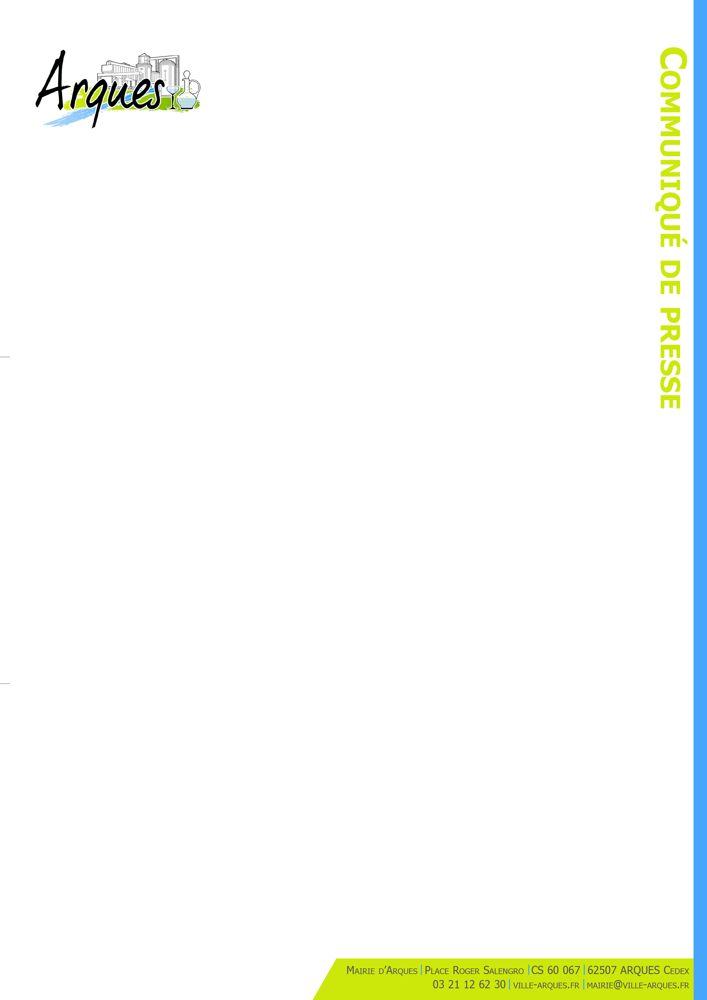 Arques
COMMUNIQUÉ DE PRESSE
MAIRIE D'ARQUES | PLACE ROGER SALENGRO | CS 60 067 | 62507 ARQUES CEDEX
03 21 12 62 30 | VILLE-ARQUES.FR | MAIRIE@VILLE-ARQUES.FR